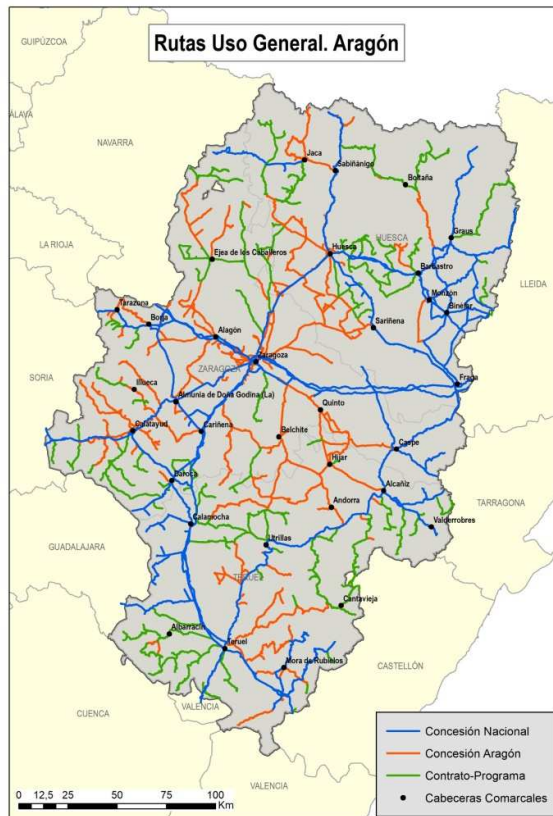 Rutas Uso General. Aragón
GUIPÚZCOA
ÁLAVA
NAVARRA
Jaca
Sabiñánigo
Boltaña
HUESCA
Graus
LA RIOJA
Ejea de los Caballeros
Huesca
Barbastro
LLEIDA
Monzón
Binéfar
Tarazona
Borja
Alagón
Sariñena
Zaragoza
ZARAGOZA
SORIA
Illueca
Fraga
Almunia de Doña Godina (La)
Quinto
Calatayud
Cariñena
Belchite
Caspe
Híjar
Daroca
Alcañiz
TARRAGONA
Andorra
Calamocha
Valderrobres
GUADALAJARA
Utrillas
TERUEL
Cantavieja
Albarracín
Teruel
Mora de Rubielos
CASTELLÓN
CUENCA
VALENCIA
VALENCIA
Concesión Nacional
Concesión Aragón
Contrato-Programa
Cabeceras Comarcales
0 12,5 25 50 75 100
Km